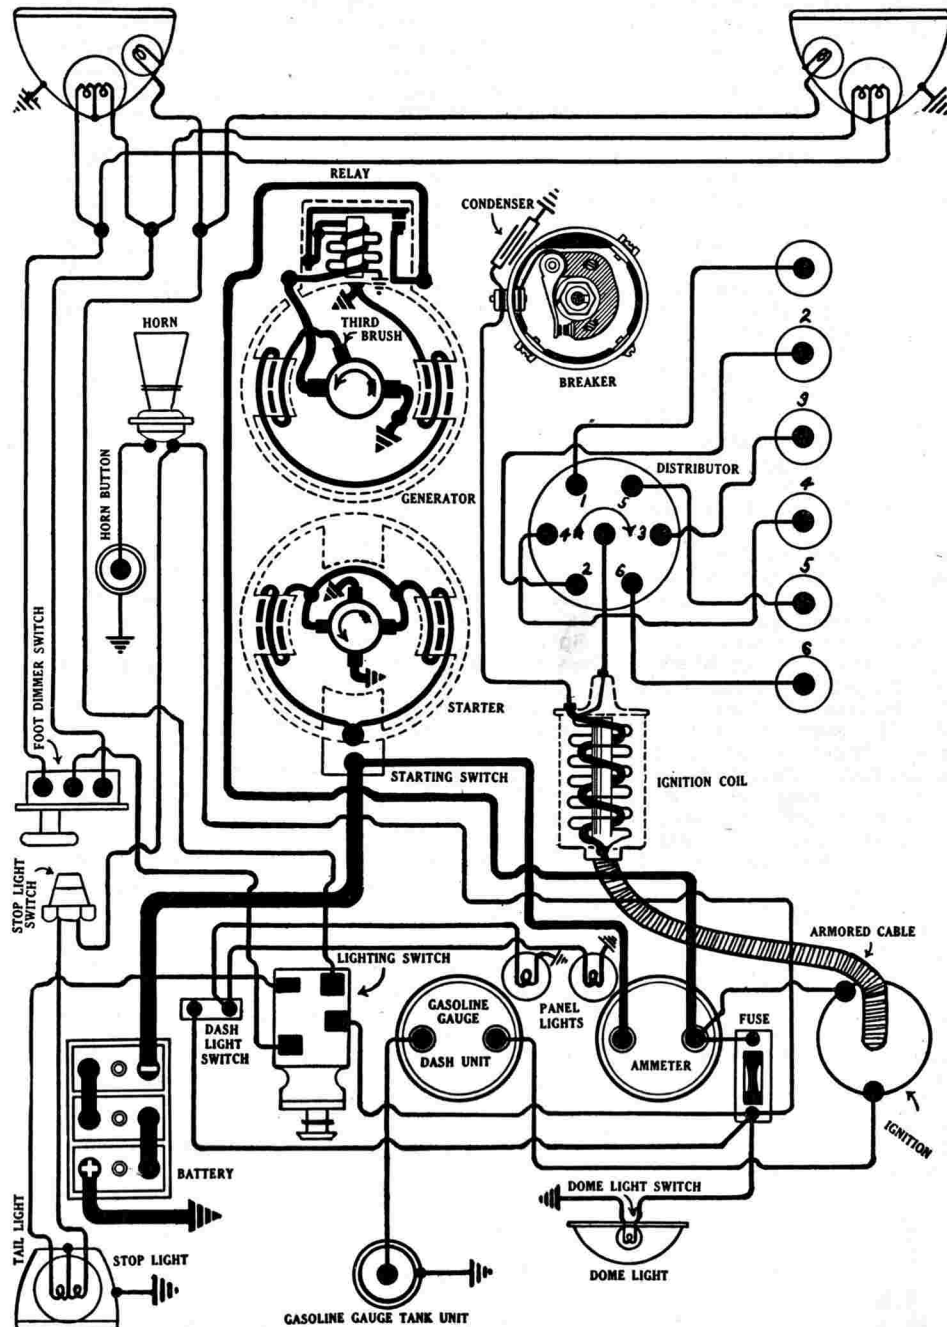 RELAY
CONDENSER
HORN
THIRD
BRUSH
BREAKER
2
3
HORN BUTTON
GENERATOR
DISTRIBUTOR
1
5
4
3
2
6
4
5
6
FOOT DIMMER SWITCH
STARTER
STARTING SWITCH
IGNITION COIL
STOP LIGHT
SWITCH
ARMORED CABLE
LIGHTING SWITCH
DASH
LIGHT
SWITCH
GASOLINE
GAUGE
DASH UNIT
PANEL
LIGHTS
AMMETER
FUSE
IGNITION
BATTERY
DOME LIGHT SWITCH
TAIL LIGHT
STOP LIGHT
DOME LIGHT
GASOLINE GAUGE TANK UNIT